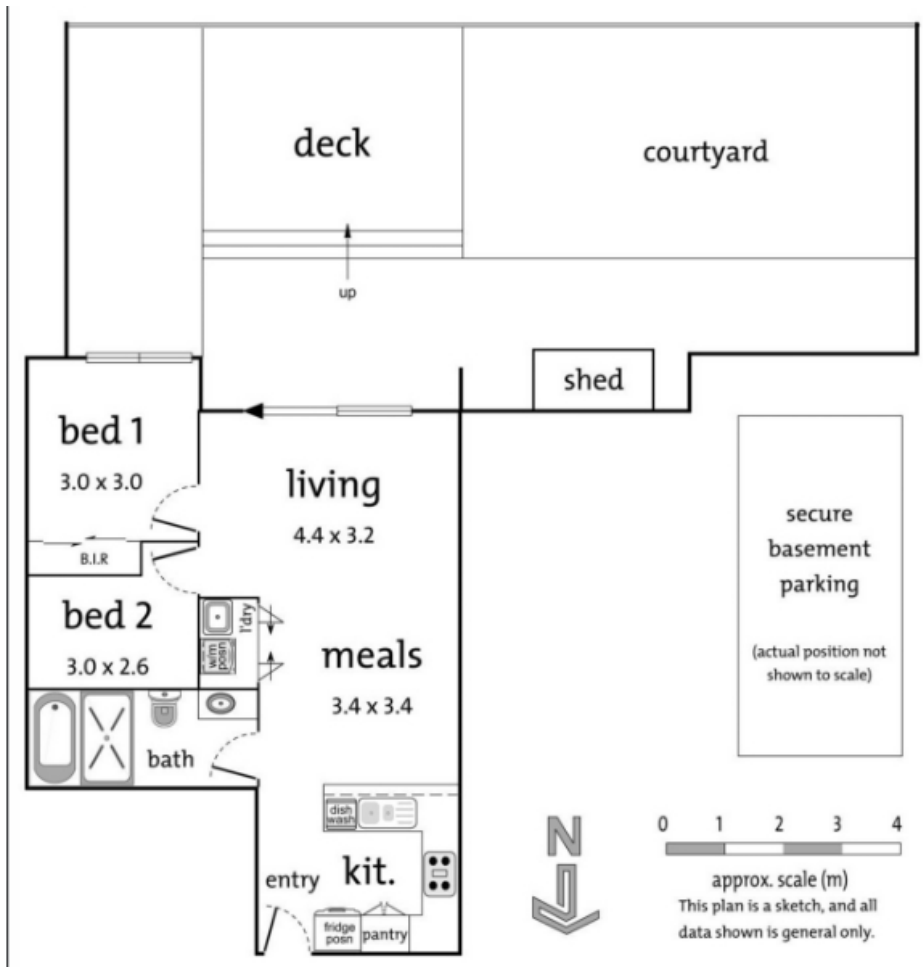 deck
courtyard
up
shed
bed 1
3.0 x 3.0
living
4.4 x 3.2
B.I.R
bed 2
3.0 x 2.6
l'dry
w/m
posn
meals
3.4 x 3.4
bath
dish
wash
kit.
entry
fridge
posn
pantry
secure
basement
parking
(actual position not
shown to scale)
N
0 1 2 3 4
approx. scale (m)
This plan is a sketch, and all
data shown is general only.